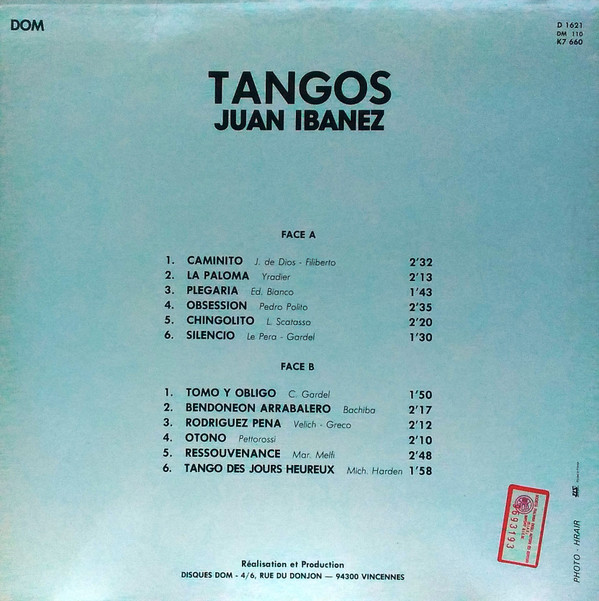 DOM
D 1621
DM 110
K7 660
TANGOS
JUAN IBANEZ
FACE A
1. CAMINITO J. de Dios - Filiberto 2'32
2. LA PALOMA Yradier 2'13
3. PLEGARIA Ed. Bianco 1'43
4. OBSESSION Pedro Polito 2'35
5. CHINGOLITO L. Scatasso 2'20
6. SILENCIO Le Pera - Gardel 1'30
FACE B
1. TOMO Y OBLIGO C. Gardel 1'50
2. BENDONEON ARRABALERO Bachiba 2'17
3. RODRIGUEZ PENA Velich - Greco 2'12
4. OTONO Pettorossi 2'10
5. RESSOUVENANCE Mar. Melfi 2'48
6. TANGO DES JOURS HEUREUX Mich. Harden 1'58
Réalisation et Production
DISQUES DOM - 4/6, RUE DU DONJON — 94300 VINCENNES
PHOTO - HRAIR